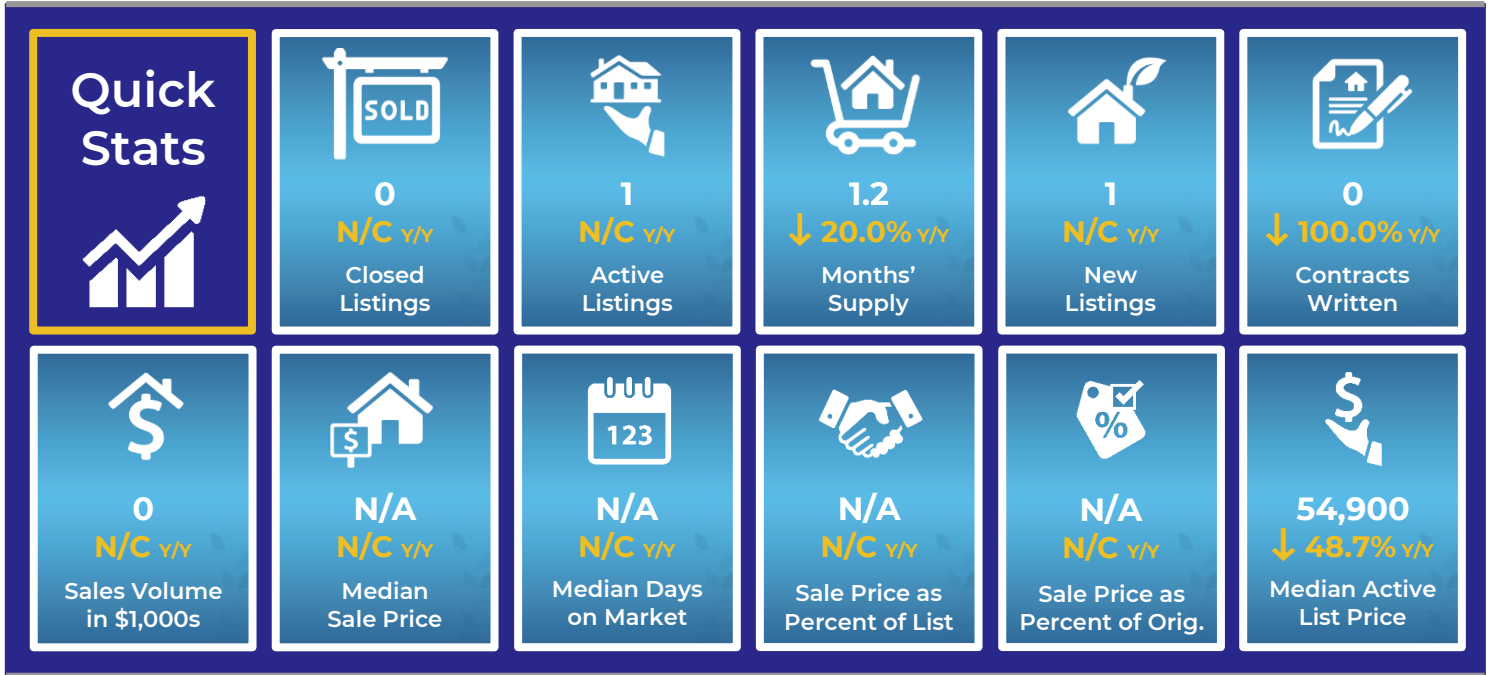 Quick
Stats
SOLD
0
N/C Y/Y
Closed
Listings
1
N/C Y/Y
Active
Listings
1.2
↓ 20.0% Y/Y
Months’
Supply
1
N/C Y/Y
New
Listings
0
↓ 100.0% Y/Y
Contracts
Written
$
0
N/C Y/Y
Sales Volume
in $1,000s
$
N/A
N/C Y/Y
Median
Sale Price
123
N/A
N/C Y/Y
Median Days
on Market
N/A
N/C Y/Y
Sale Price as
Percent of List
%
N/A
N/C Y/Y
Sale Price as
Percent of Orig.
$
54,900
↓ 48.7% Y/Y
Median Active
List Price